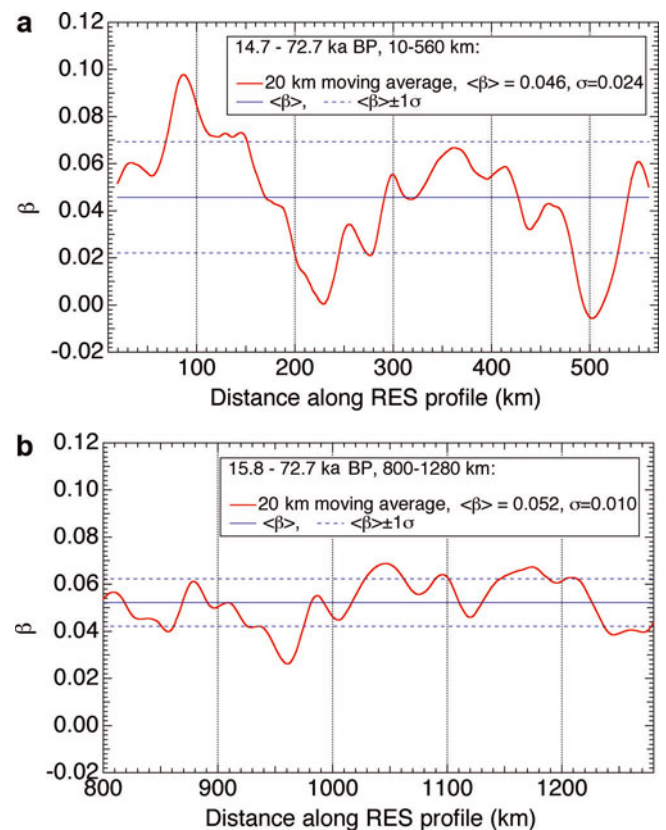 a
14.7 - 72.7 ka BP, 10-560 km:
20 km moving average, <β> = 0.046, σ=0.024
<β>, <β>±1σ
0.12
0.10
0.08
0.06
0.04
0.02
0.00
-0.02
β
100 200 300 400 500
Distance along RES profile (km)
b
15.8 - 72.7 ka BP, 800-1280 km:
20 km moving average, <β> = 0.052, σ=0.010
<β>, <β>±1σ
0.12
0.10
0.08
0.06
0.04
0.02
0.00
-0.02
β
800 900 1000 1100 1200
Distance along RES profile (km)